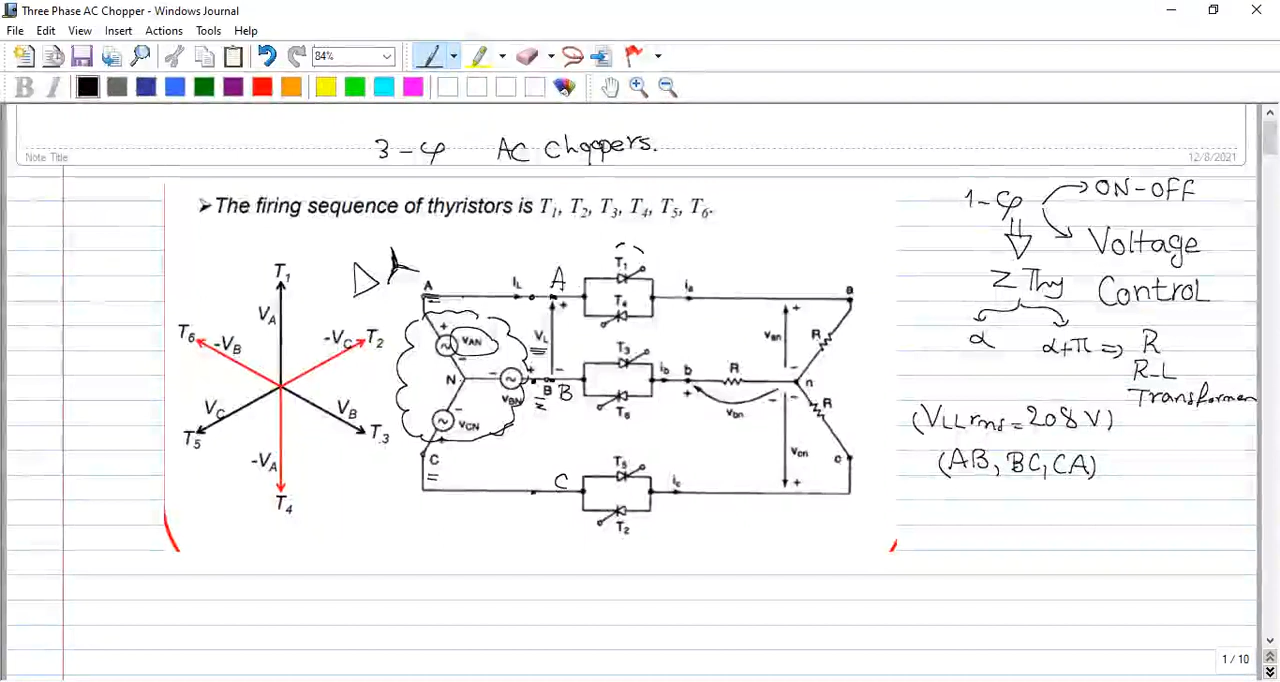 Three Phase AC Chopper - Windows Journal
File Edit View Insert Actions Tools Help
84%
B I
3-φ AC Choppers.
Note Title
12/8/2021
➢ The firing sequence of thyristors is T1, T2, T3, T4, T5, T6.
1-φ
ON-OFF
Voltage
Control
2 Thy
α
α+π ⇒ R
R-L
Transformer
(VLLrms = 208 V)
(AB, BC, CA)
T1
VA
T6
-VB
-VC
T2
VC
VB
T5
T3
-VA
T4
A
iL
A
+
T1
T4
ia
a
+
VAN
-
+
VL
-
Van
R
N
-
VBN
+
B
B
T3
T6
ib
b
+
R
Vbn
-
n
-
VCN
+
C
C
T5
T2
ic
Vcn
+
R
c
1 / 10